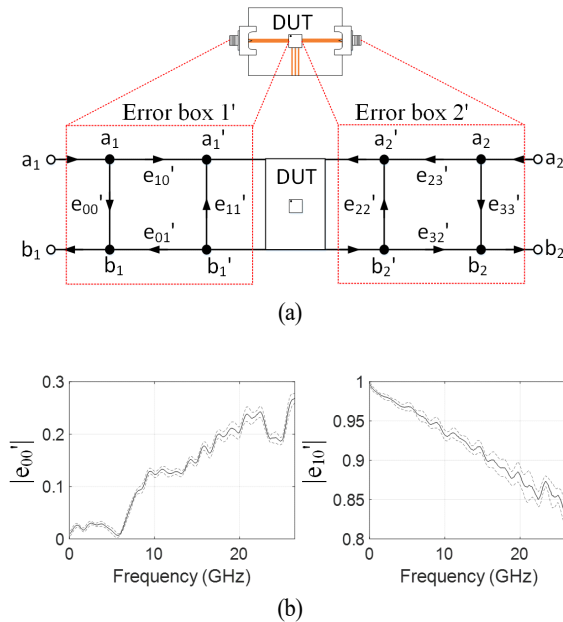 DUT
Error box 1' Error box 2'
a1 a1' a2' a2
a1 a2
e10' e23'
DUT
e00' e11' e22' e33'
e01' e32'
b1 b2
b1 b1' b2' b2
(a)
0.3 1
0.2 0.95
0.9
0.1 0.85
0 0.8
|e00'| |e10'|
0 10 20 0 10 20
Frequency (GHz) Frequency (GHz)
(b)